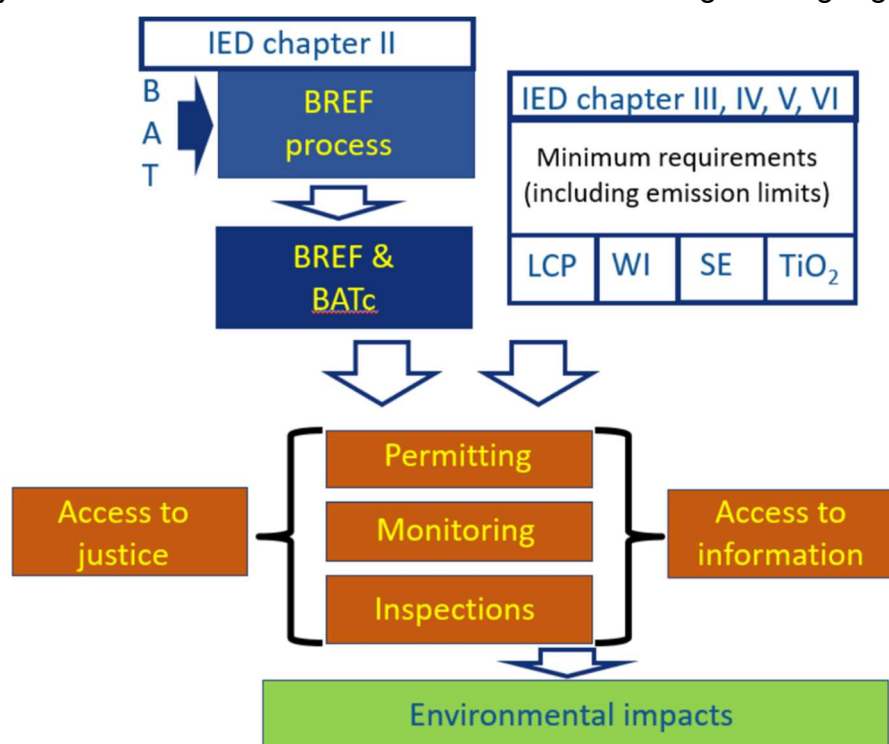 IED chapter II
B
A
T
BREF
process
BREF &
BATc
IED chapter III, IV, V, VI
Minimum requirements
(including emission limits)
LCP
WI
SE
TiO₂
Permitting
Monitoring
Inspections
Access to
justice
Access to
information
Environmental impacts